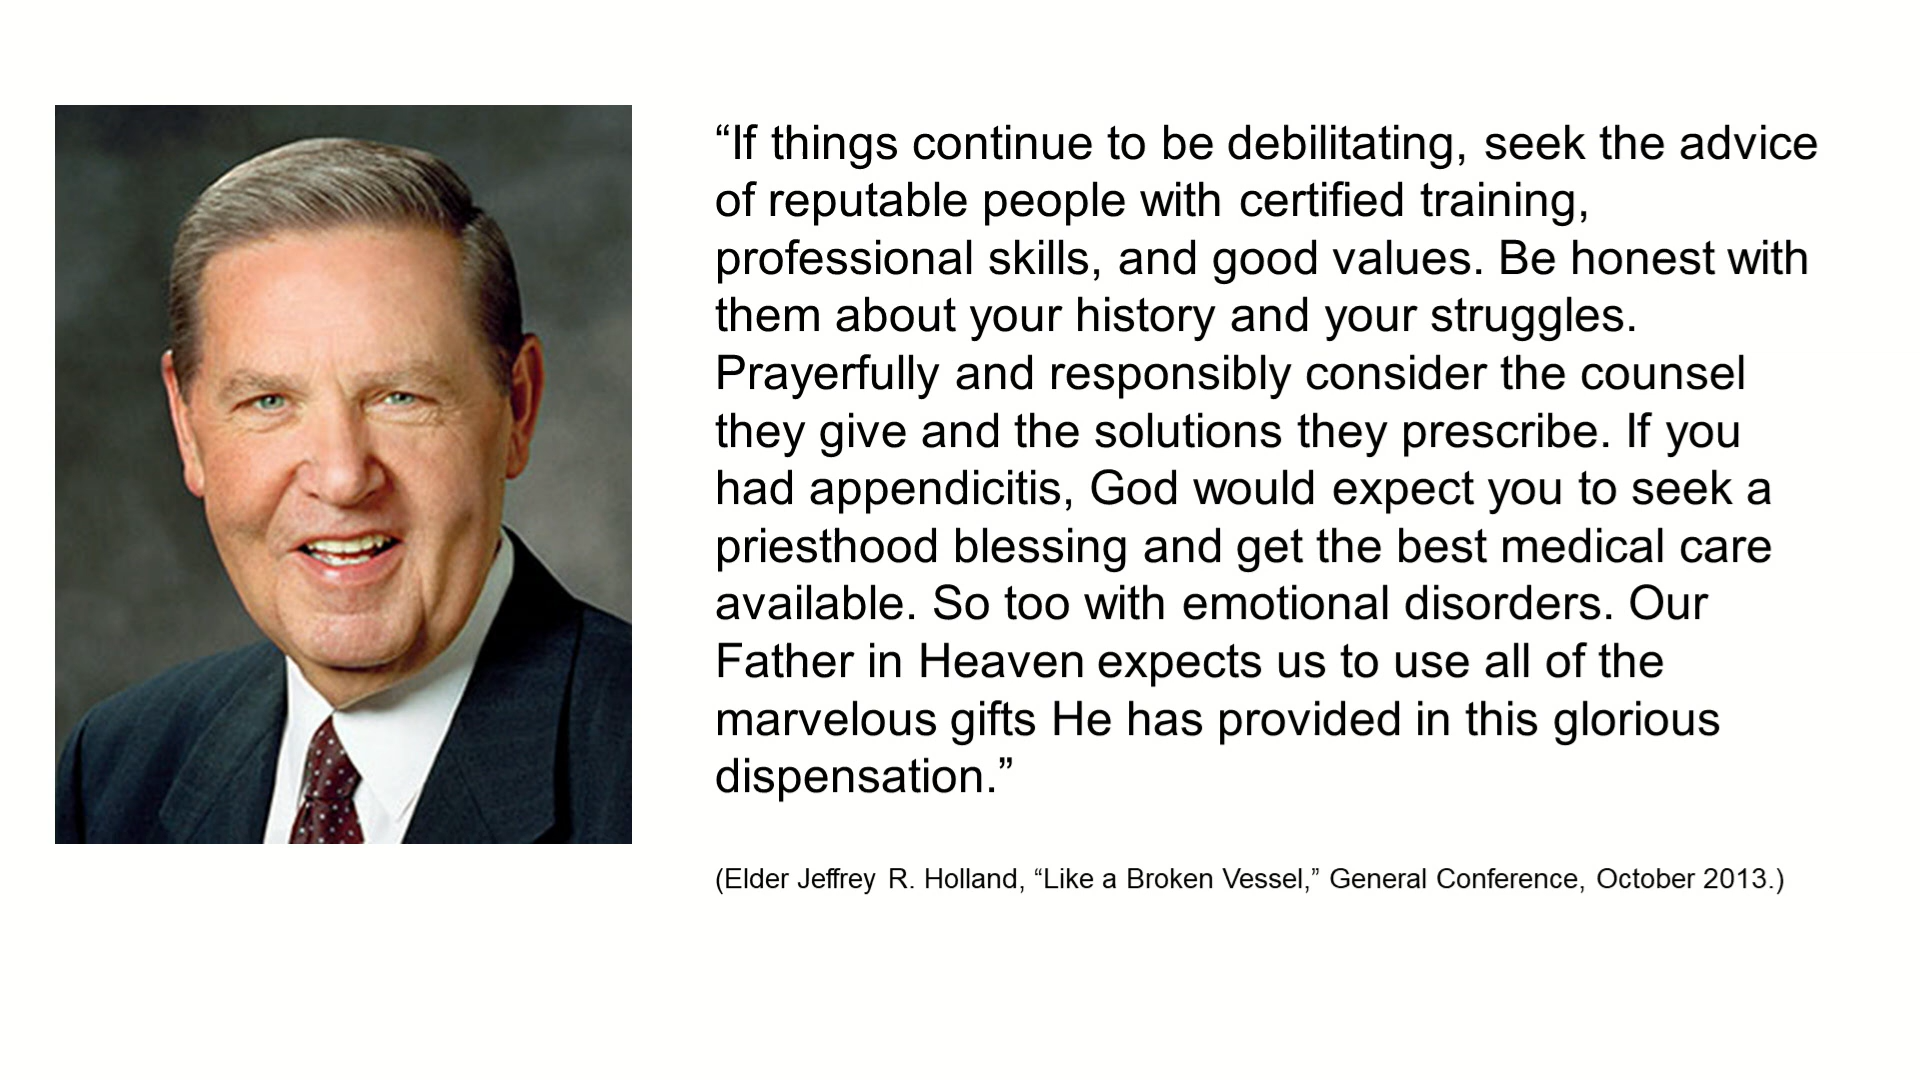 “If things continue to be debilitating, seek the advice
of reputable people with certified training,
professional skills, and good values. Be honest with
them about your history and your struggles.
Prayerfully and responsibly consider the counsel
they give and the solutions they prescribe. If you
had appendicitis, God would expect you to seek a
priesthood blessing and get the best medical care
available. So too with emotional disorders. Our
Father in Heaven expects us to use all of the
marvelous gifts He has provided in this glorious
dispensation.”
(Elder Jeffrey R. Holland, “Like a Broken Vessel,” General Conference, October 2013.)